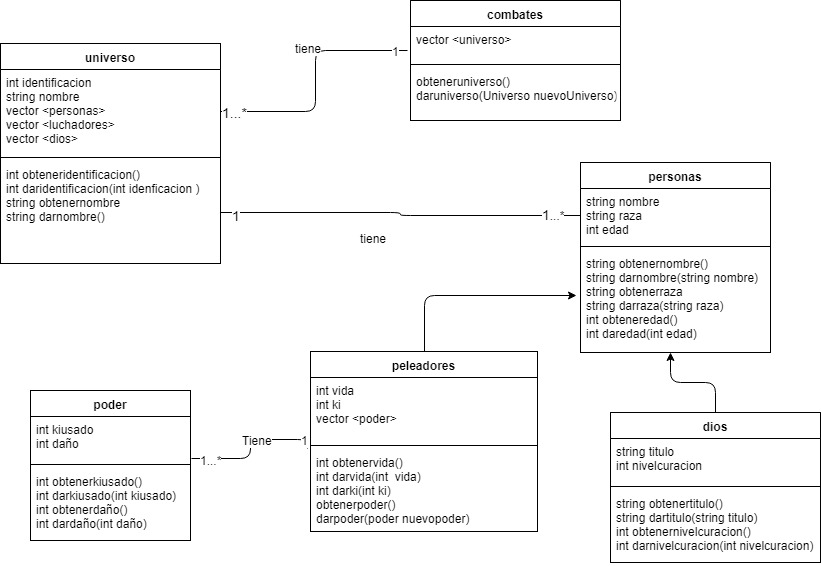 combates
vector <universo>
obteneruniverso()
daruniverso(Universo nuevoUniverso)
tiene
1
1...*
universo
int identificacion
string nombre
vector <personas>
vector <luchadores>
vector <dios>
int obteneridentificacion()
int daridentificacion(int idenficacion )
string obtenernombre
string darnombre()
1
1...*
tiene
personas
string nombre
string raza
int edad
string obtenernombre()
string darnombre(string nombre)
string obtenerraza
string darraza(string raza)
int obteneredad()
int daredad(int edad)
peleadores
int vida
int ki
vector <poder>
int obtenervida()
int darvida(int  vida)
int darki(int ki)
obtenerpoder()
darpoder(poder nuevopoder)
Tiene
1
1...*
poder
int kiusado
int daño
int obtenerkiusado()
int darkiusado(int kiusado)
int obtenerdaño()
int dardaño(int daño)
dios
string titulo
int nivelcuracion
string obtenertitulo()
string dartitulo(string titulo)
int obtenernivelcuracion()
int darnivelcuracion(int nivelcuracion)